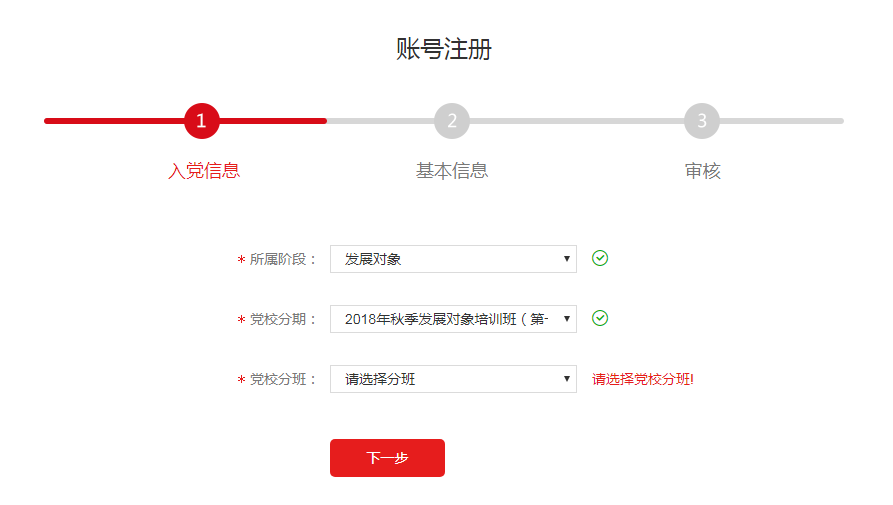 账号注册
1 2 3
入党信息 基本信息 审核
* 所属阶段： 发展对象
* 党校分期： 2018年秋季发展对象培训班（第
* 党校分班： 请选择分班 请选择党校分班!
下一步